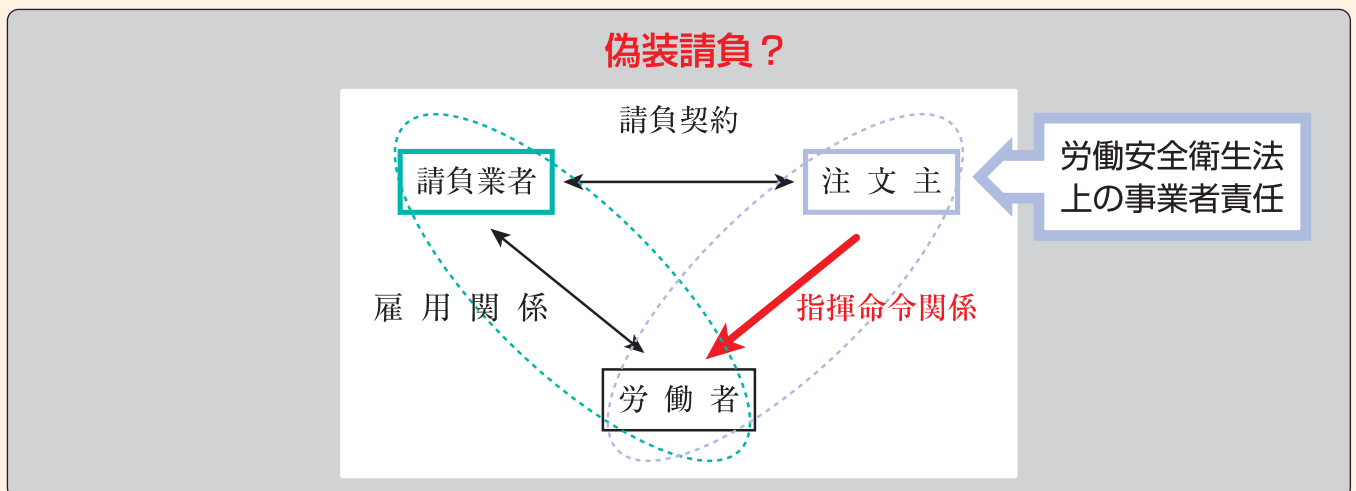 偽装請負？
請負契約
請負業者
注文主
労働安全衛生法
上の事業者責任
雇用関係
指揮命令関係
労働者